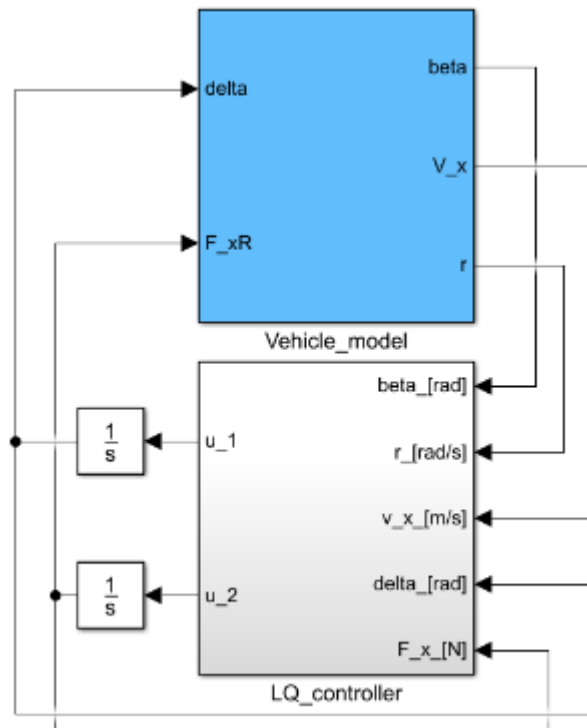 beta
delta
V_x
F_xR
r
Vehicle_model
beta_[rad]
1
s
u_1
r_[rad/s]
v_x_[m/s]
1
s
u_2
delta_[rad]
F_x_[N]
LQ_controller